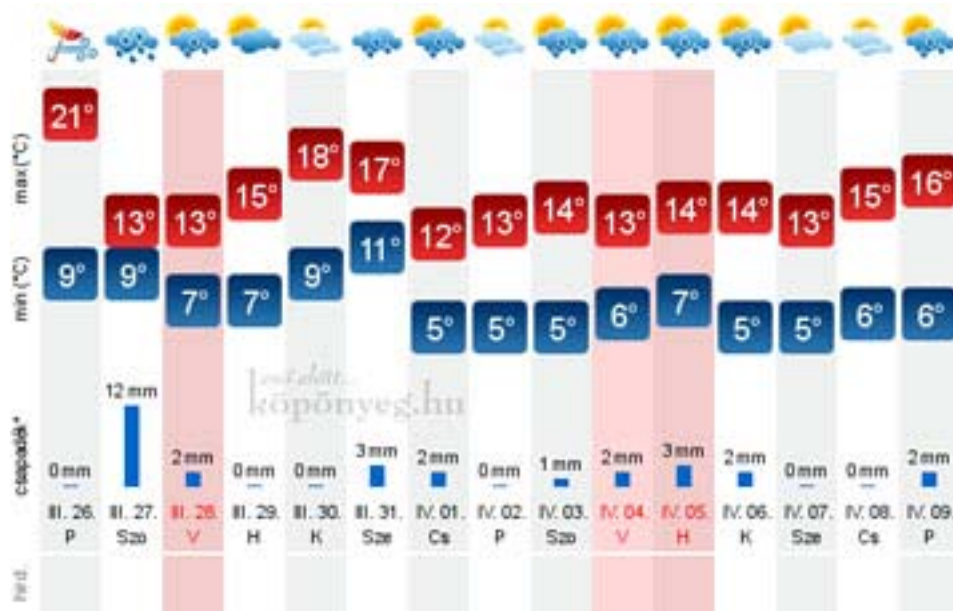 max (°C)
21° 13° 13° 15° 18° 17° 12° 13° 14° 13° 14° 14° 13° 15° 16°
min (°C)
9° 9° 7° 7° 9° 11° 5° 5° 5° 6° 7° 5° 5° 6° 6°
köpönyeg.hu
csapadék*
0 mm 12 mm 2 mm 0 mm 0 mm 3 mm 2 mm 0 mm 1 mm 2 mm 3 mm 2 mm 0 mm 0 mm 2 mm
III. 26. III. 27. III. 28. III. 29. III. 30. III. 31. IV. 01. IV. 02. IV. 03. IV. 04. IV. 05. IV. 06. IV. 07. IV. 08. IV. 09.
P Szo V H K Sze Cs P Szo V H K Sze Cs P